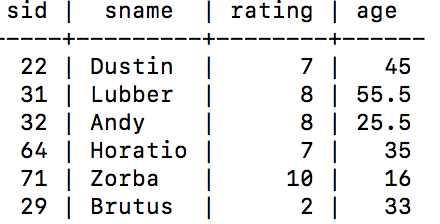 sid | sname | rating | age
-----+---------+--------+------
22 | Dustin | 7 | 45
31 | Lubber | 8 | 55.5
32 | Andy | 8 | 25.5
64 | Horatio | 7 | 35
71 | Zorba | 10 | 16
29 | Brutus | 2 | 33